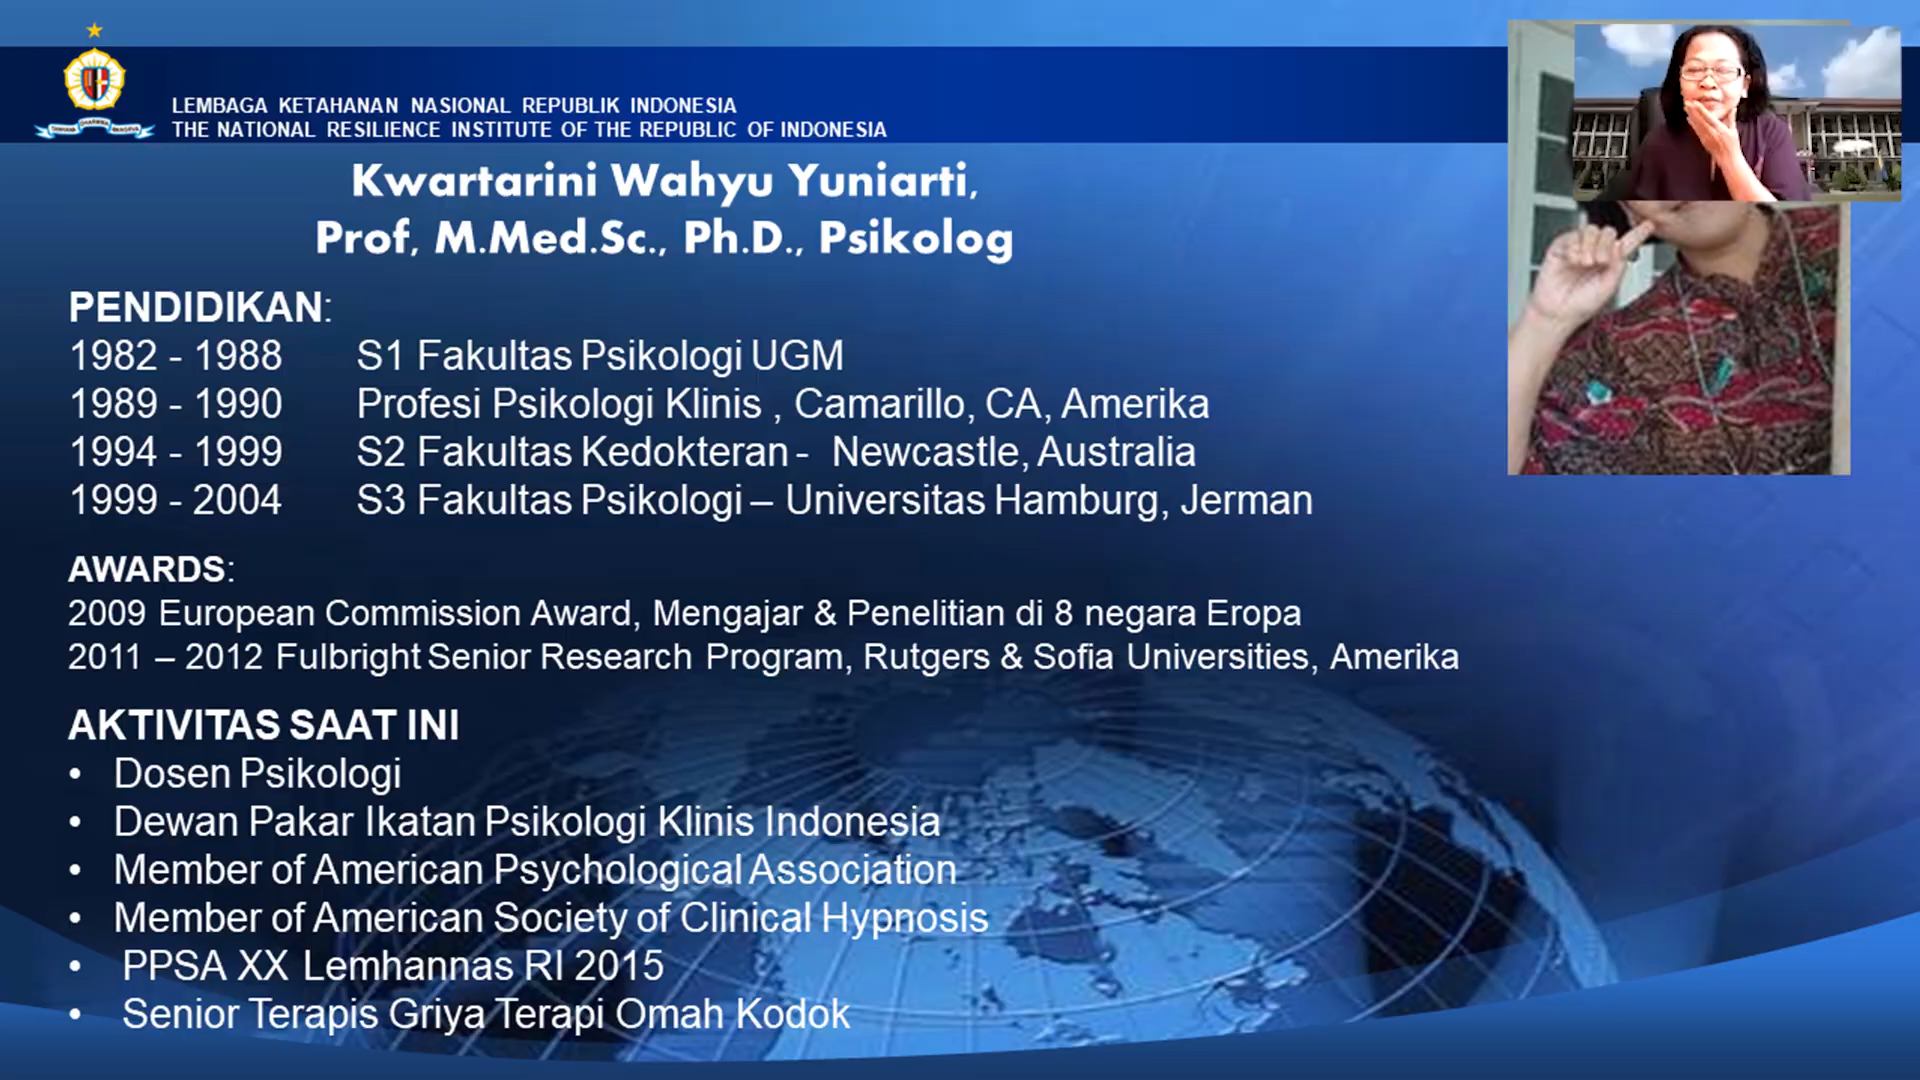 LEMBAGA KETAHANAN NASIONAL REPUBLIK INDONESIA
THE NATIONAL RESILIENCE INSTITUTE OF THE REPUBLIC OF INDONESIA
Kwartarini Wahyu Yuniarti,
Prof, M.Med.Sc., Ph.D., Psikolog
PENDIDIKAN:
1982 - 1988 S1 Fakultas Psikologi UGM
1989 - 1990 Profesi Psikologi Klinis , Camarillo, CA, Amerika
1994 - 1999 S2 Fakultas Kedokteran - Newcastle, Australia
1999 - 2004 S3 Fakultas Psikologi – Universitas Hamburg, Jerman
AWARDS:
2009 European Commission Award, Mengajar & Penelitian di 8 negara Eropa
2011 – 2012 Fulbright Senior Research Program, Rutgers & Sofia Universities, Amerika
AKTIVITAS SAAT INI
• Dosen Psikologi
• Dewan Pakar Ikatan Psikologi Klinis Indonesia
• Member of American Psychological Association
• Member of American Society of Clinical Hypnosis
• PPSA XX Lemhannas RI 2015
• Senior Terapis Griya Terapi Omah Kodok